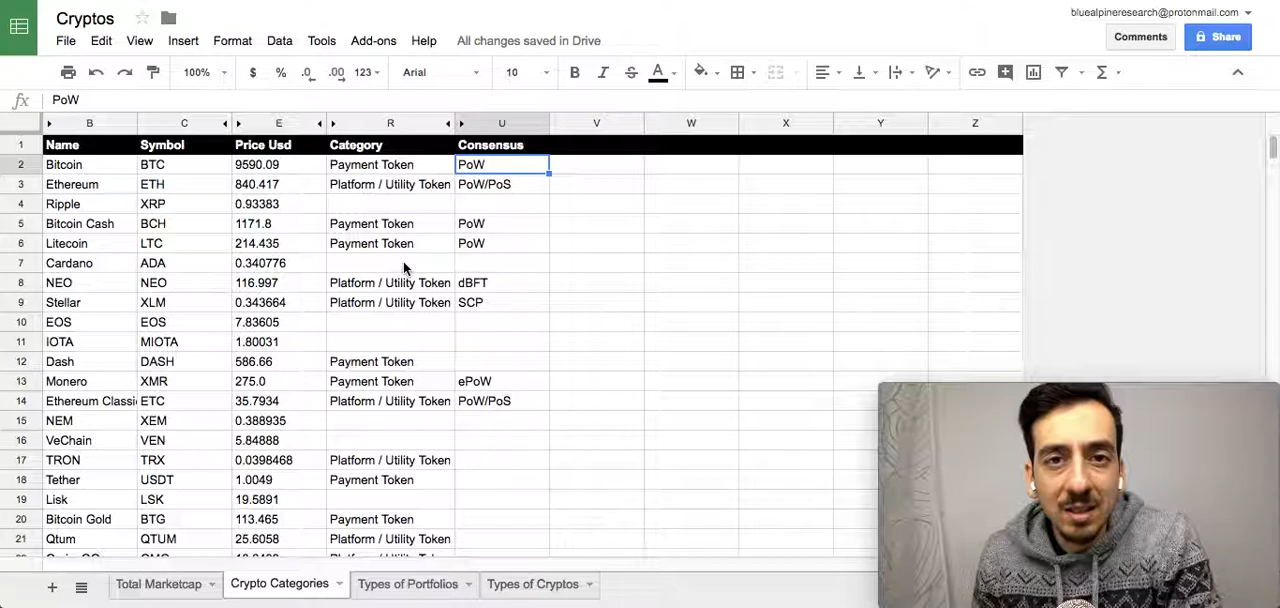 Cryptos
bluealpineresearch@protonmail.com
File Edit View Insert Format Data Tools Add-ons Help All changes saved in Drive
Comments
Share
100% $ % .0 .00 123 Arial 10 B I S A
fx PoW
B C E R U V W X Y Z
1 Name Symbol Price Usd Category Consensus
2 Bitcoin BTC 9590.09 Payment Token PoW
3 Ethereum ETH 840.417 Platform / Utility Token PoW/PoS
4 Ripple XRP 0.93383
5 Bitcoin Cash BCH 1171.8 Payment Token PoW
6 Litecoin LTC 214.435 Payment Token PoW
7 Cardano ADA 0.340776
8 NEO NEO 116.997 Platform / Utility Token dBFT
9 Stellar XLM 0.343664 Platform / Utility Token SCP
10 EOS EOS 7.83605
11 IOTA MIOTA 1.80031
12 Dash DASH 586.66 Payment Token
13 Monero XMR 275.0 Payment Token ePoW
14 Ethereum Classi ETC 35.7934 Platform / Utility Token PoW/PoS
15 NEM XEM 0.388935
16 VeChain VEN 5.84888
17 TRON TRX 0.0398468 Platform / Utility Token
18 Tether USDT 1.0049 Payment Token
19 Lisk LSK 19.5891
20 Bitcoin Gold BTG 113.465 Payment Token
21 Qtum QTUM 25.6058 Platform / Utility Token
Total Marketcap Crypto Categories Types of Portfolios Types of Cryptos